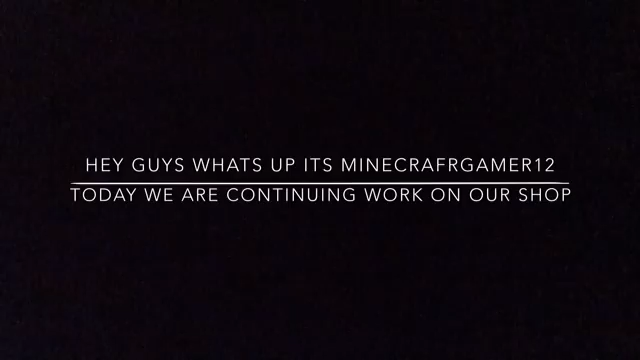 HEY GUYS WHATS UP ITS MINECRAFRGAMER12
TODAY WE ARE CONTINUING WORK ON OUR SHOP